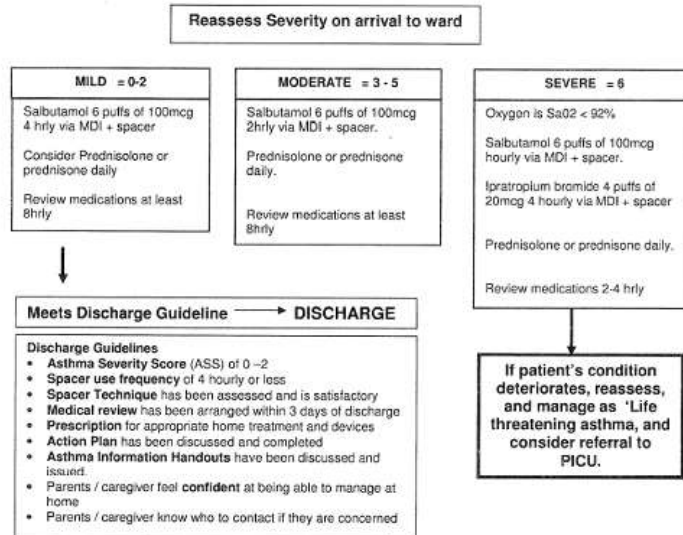 Reassess Severity on arrival to ward
MILD = 0-2
Salbutamol 6 puffs of 100mcg
4 hrly via MDI + spacer
Consider Prednisolone or
prednisone daily
Review medications at least
8hrly
MODERATE = 3 - 5
Salbutamol 6 puffs of 100mcg
2hrly via MDI + spacer.
Prednisolone or prednisone
daily.
Review medications at least
8hrly
SEVERE = 6
Oxygen is Sa02 < 92%
Salbutamol 6 puffs of 100mcg
hourly via MDI + spacer.
Ipratropium bromide 4 puffs of
20mcg 4 hourly via MDI + spacer
Prednisolone or prednisone daily.
Review medications 2-4 hrly
Meets Discharge Guideline → DISCHARGE
Discharge Guidelines
• Asthma Severity Score (ASS) of 0 –2
• Spacer use frequency of 4 hourly or less
• Spacer Technique has been assessed and is satisfactory
• Medical review has been arranged within 3 days of discharge
• Prescription for appropriate home treatment and devices
• Action Plan has been discussed and completed
• Asthma Information Handouts have been discussed and
issued.
• Parents / caregiver feel confident at being able to manage at
home
• Parents / caregiver know who to contact if they are concerned
If patient's condition
deteriorates, reassess,
and manage as 'Life
threatening asthma, and
consider referral to
PICU.